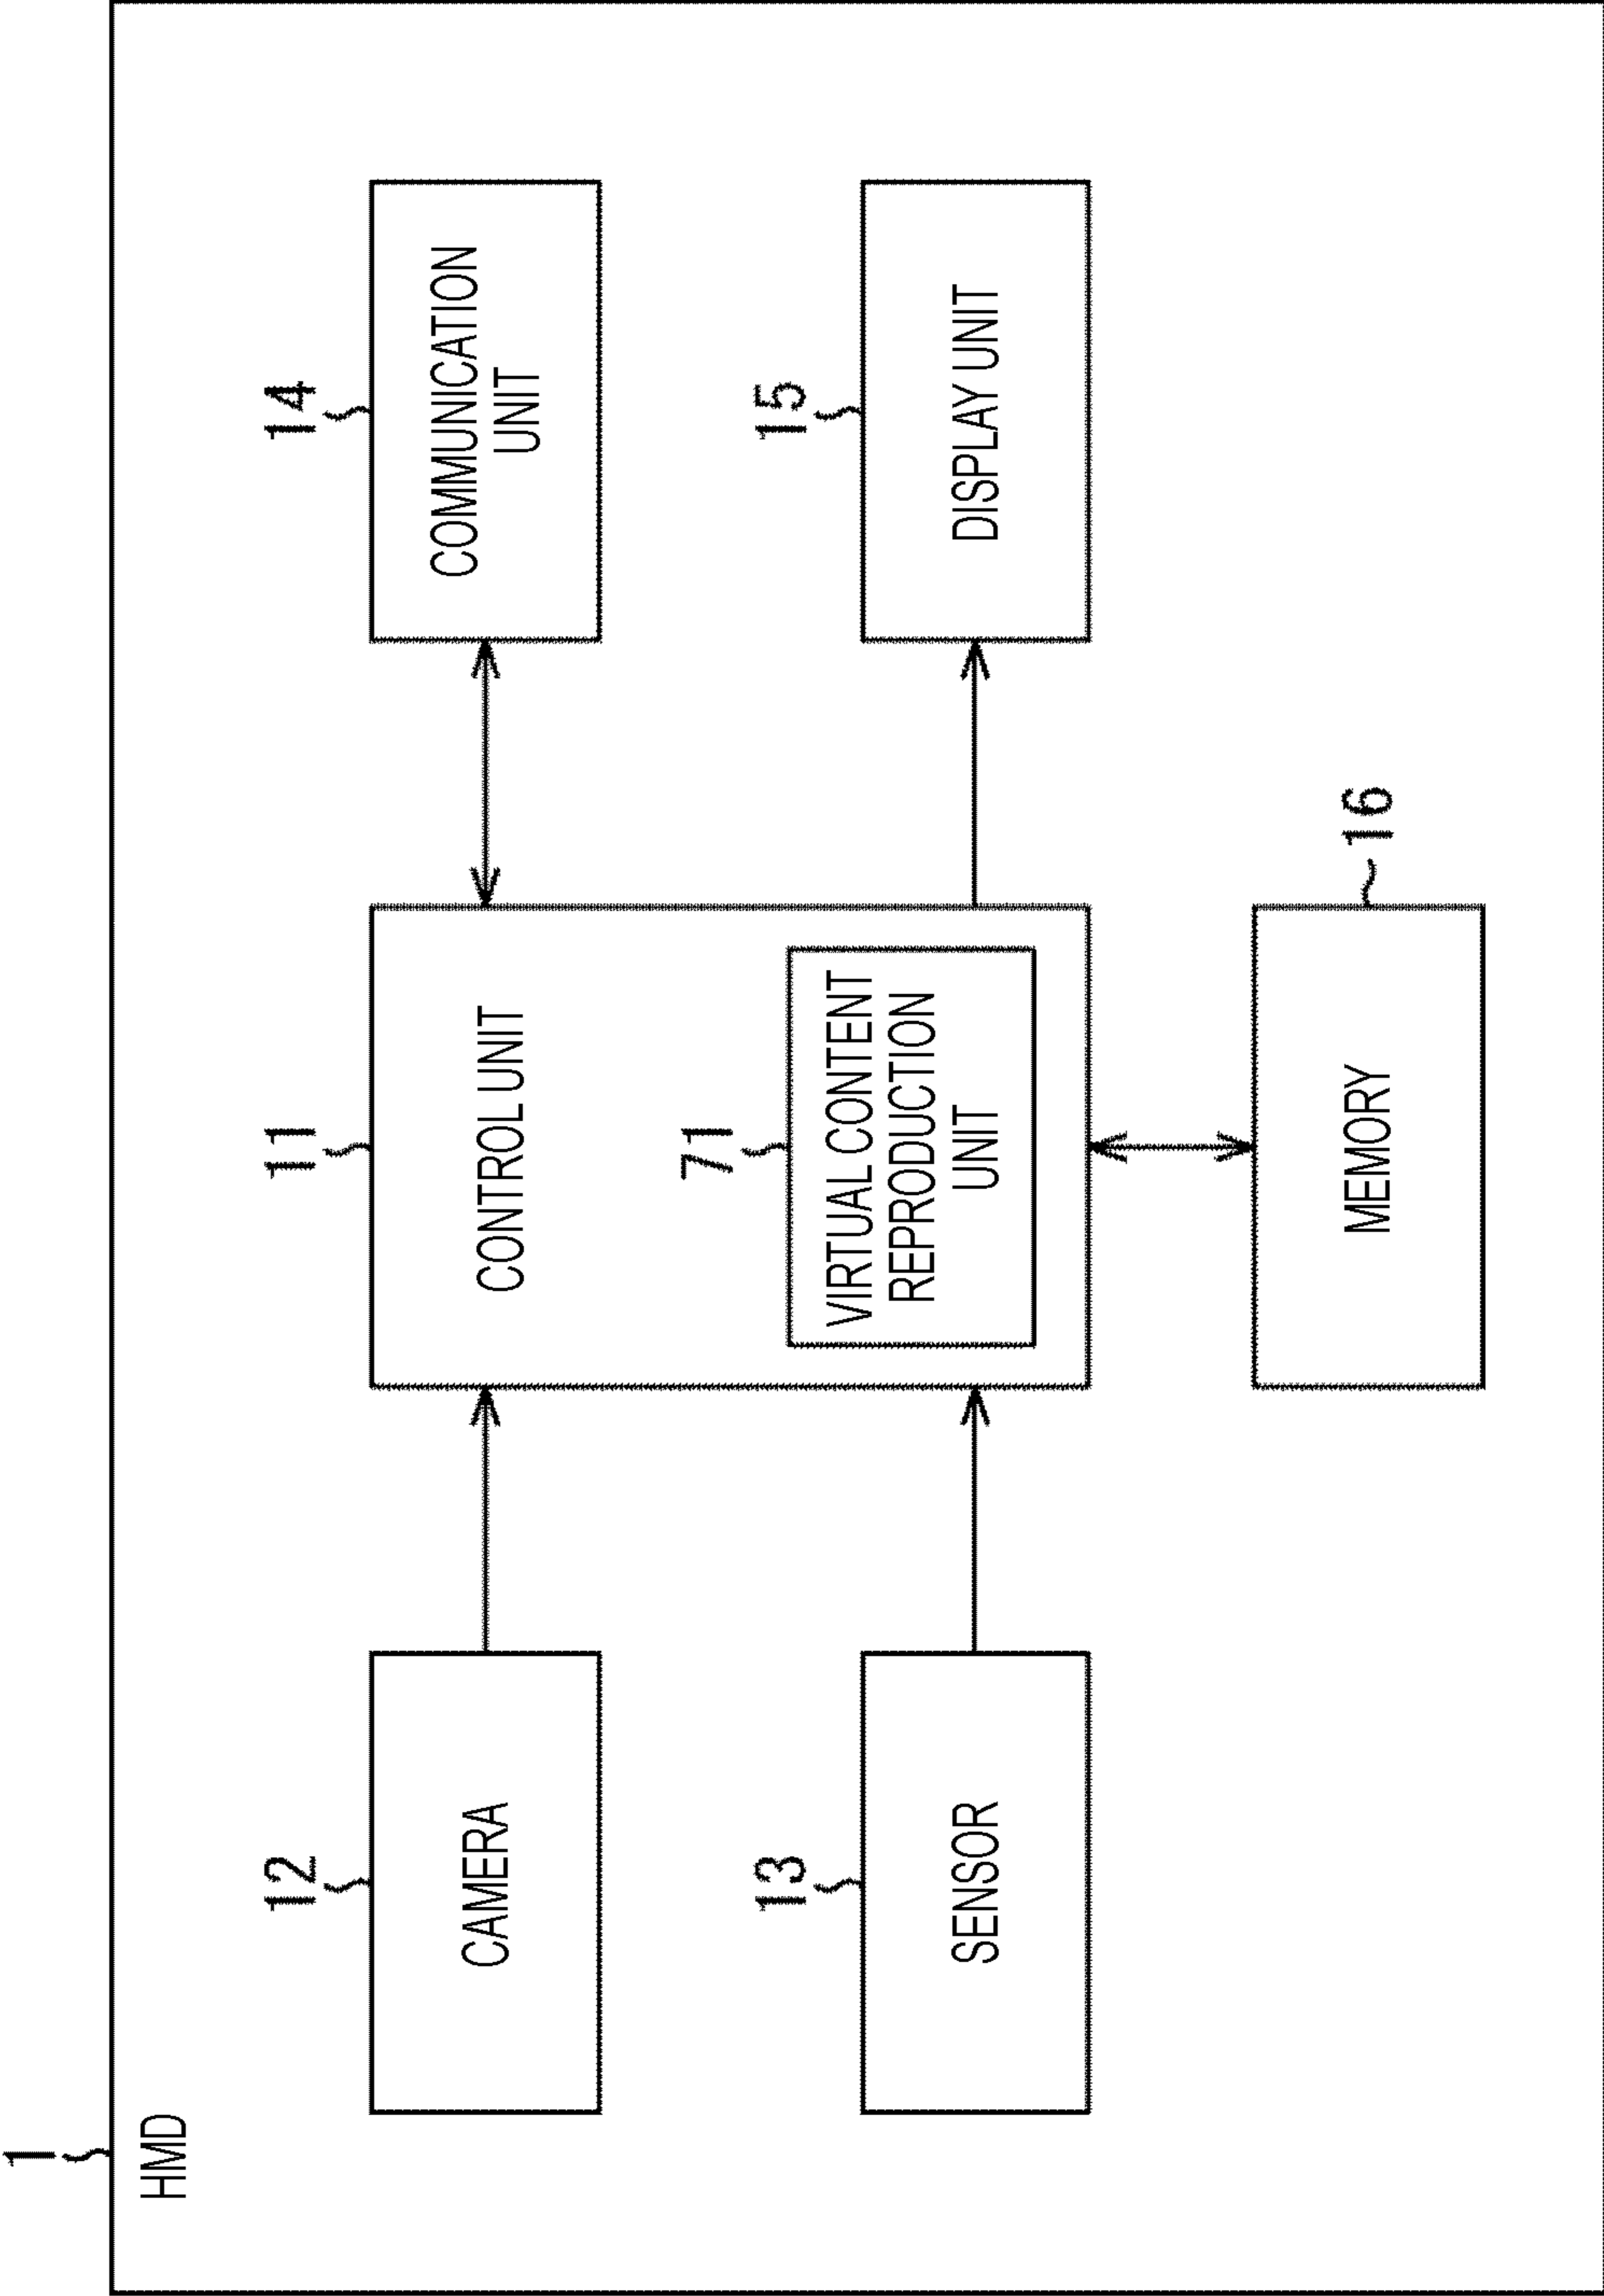 1
HMD
12
CAMERA
11
CONTROL UNIT
14
COMMUNICATION
UNIT
13
SENSOR
71
VIRTUAL CONTENT
REPRODUCTION
UNIT
15
DISPLAY UNIT
MEMORY
16